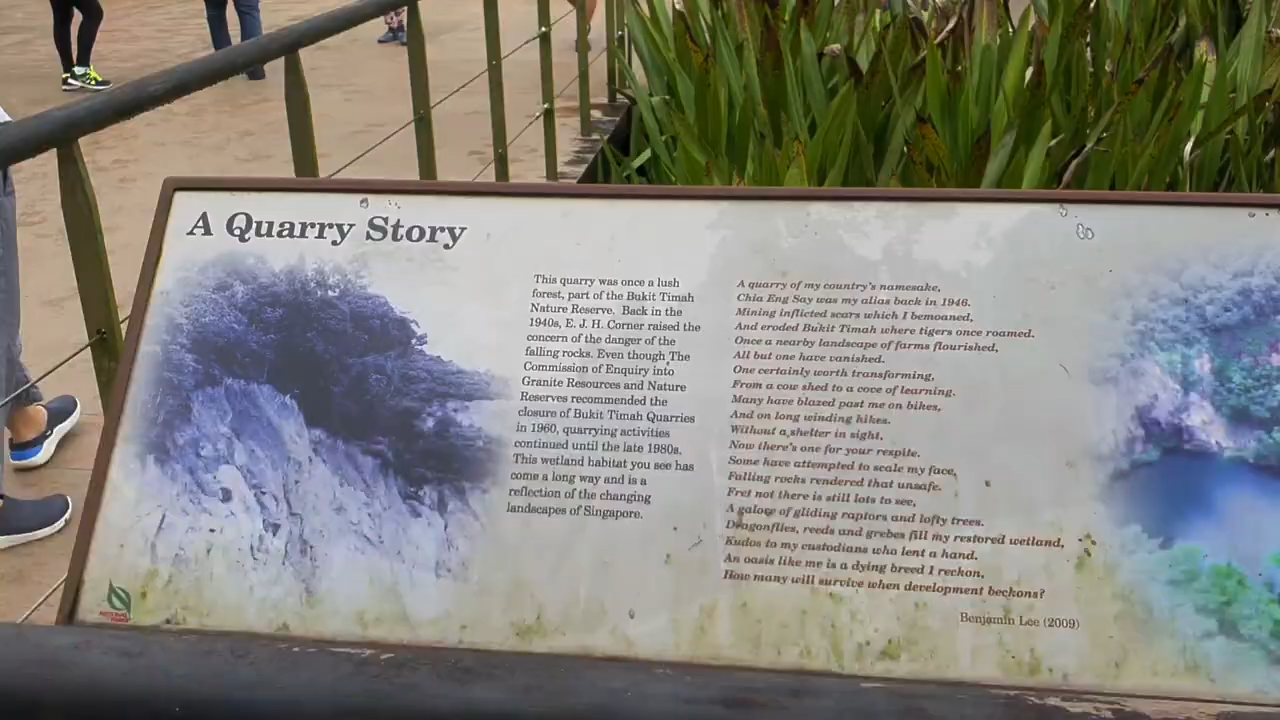 A Quarry Story
This quarry was once a lush
forest, part of the Bukit Timah
Nature Reserve. Back in the
1940s, E. J. H. Corner raised the
concern of the danger of the
falling rocks. Even though The
Commission of Enquiry into
Granite Resources and Nature
Reserves recommended the
closure of Bukit Timah Quarries
in 1960, quarrying activities
continued until the late 1980s.
This wetland habitat you see has
come a long way and is a
reflection of the changing
landscapes of Singapore.
A quarry of my country's namesake,
Chia Eng Say was my alias back in 1946.
Mining inflicted scars which I bemoaned,
And eroded Bukit Timah where tigers once roamed.
Once a nearby landscape of farms flourished,
All but one have vanished.
One certainly worth transforming,
From a cow shed to a cove of learning.
Many have blazed past me on bikes,
And on long winding hikes.
Without a shelter in sight,
Now there's one for your respite.
Some have attempted to scale my face,
Falling rocks rendered that unsafe.
Fret not there is still lots to see,
A galore of gliding raptors and lofty trees.
Dragonflies, reeds and grebes fill my restored wetland,
Kudos to my custodians who lent a hand.
An oasis like me is a dying breed I reckon,
How many will survive when development beckons?
Benjamin Lee (2009)